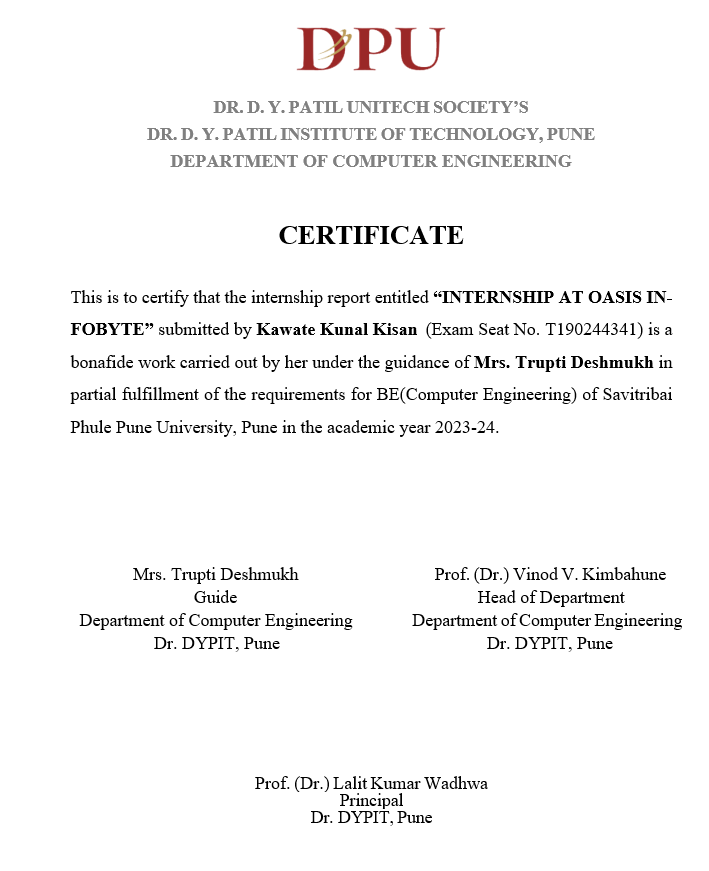 DPU
DR. D. Y. PATIL UNITECH SOCIETY’S
DR. D. Y. PATIL INSTITUTE OF TECHNOLOGY, PUNE
DEPARTMENT OF COMPUTER ENGINEERING
CERTIFICATE
This is to certify that the internship report entitled “INTERNSHIP AT OASIS IN-
FOBYTE” submitted by Kawate Kunal Kisan (Exam Seat No. T190244341) is a
bonafide work carried out by her under the guidance of Mrs. Trupti Deshmukh in
partial fulfillment of the requirements for BE(Computer Engineering) of Savitribai
Phule Pune University, Pune in the academic year 2023-24.
Mrs. Trupti Deshmukh
Guide
Department of Computer Engineering
Dr. DYPIT, Pune
Prof. (Dr.) Vinod V. Kimbahune
Head of Department
Department of Computer Engineering
Dr. DYPIT, Pune
Prof. (Dr.) Lalit Kumar Wadhwa
Principal
Dr. DYPIT, Pune